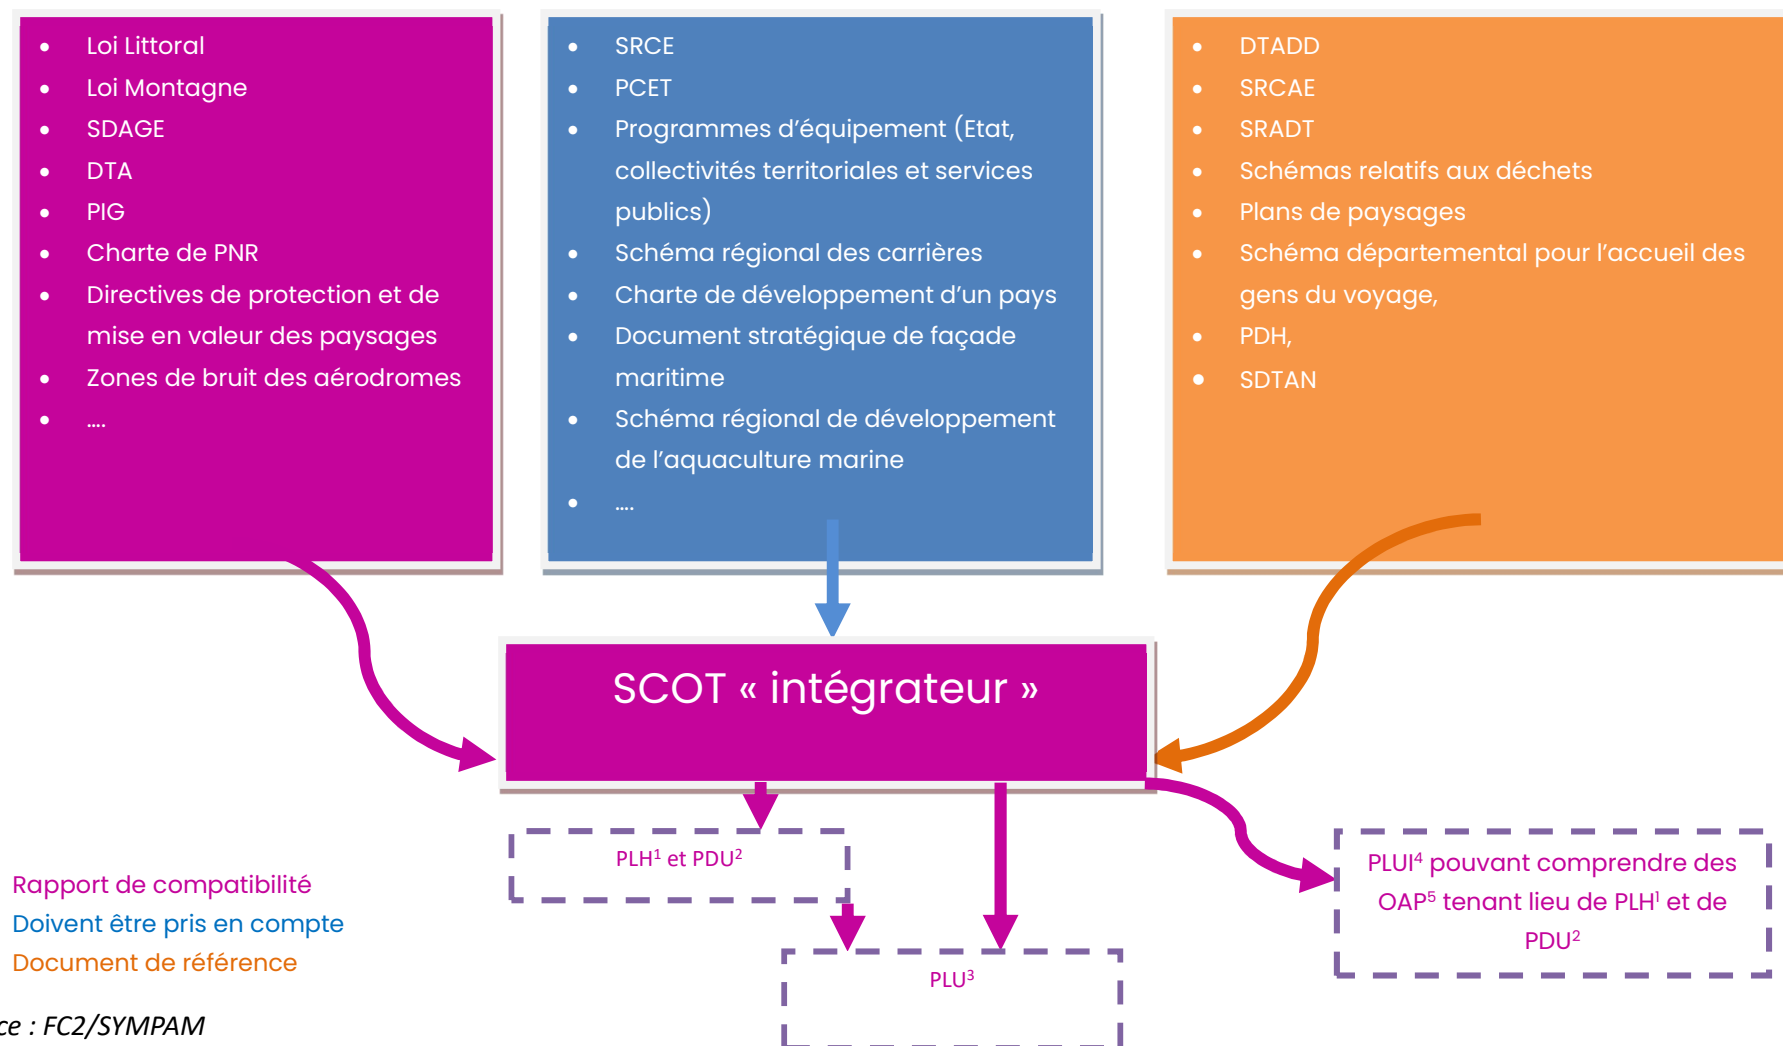 • Loi Littoral
• Loi Montagne
• SDAGE
• DTA
• PIG
• Charte de PNR
• Directives de protection et de
mise en valeur des paysages
• Zones de bruit des aérodromes
• ….
• SRCE
• PCET
• Programmes d’équipement (Etat,
collectivités territoriales et services
publics)
• Schéma régional des carrières
• Charte de développement d’un pays
• Document stratégique de façade
maritime
• Schéma régional de développement
de l’aquaculture marine
• ….
• DTADD
• SRCAE
• SRADT
• Schémas relatifs aux déchets
• Plans de paysages
• Schéma départemental pour l’accueil des
gens du voyage,
• PDH,
• SDTAN
SCOT « intégrateur »
PLH¹ et PDU²
PLU³
PLUI⁴ pouvant comprendre des
OAP⁵ tenant lieu de PLH¹ et de
PDU²
Rapport de compatibilité
Doivent être pris en compte
Document de référence
ce : FC2/SYMPAM